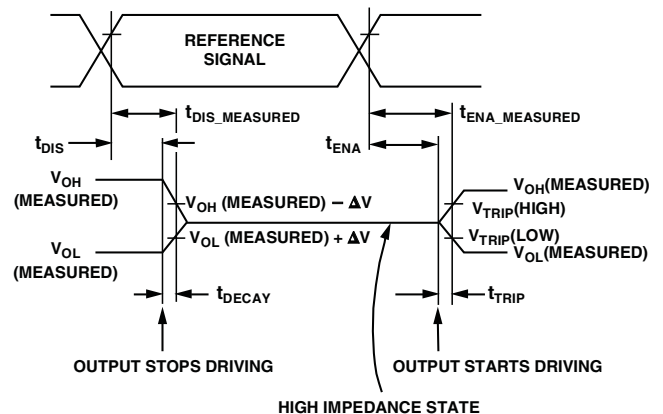 REFERENCE
SIGNAL
tDIS_MEASURED
tENA_MEASURED
tDIS
tENA
VOH
(MEASURED)
VOH (MEASURED) – ΔV
VOH(MEASURED)
VTRIP(HIGH)
VOL
(MEASURED)
VOL (MEASURED) + ΔV
VTRIP(LOW)
VOL(MEASURED)
tDECAY
tTRIP
OUTPUT STOPS DRIVING
OUTPUT STARTS DRIVING
HIGH IMPEDANCE STATE